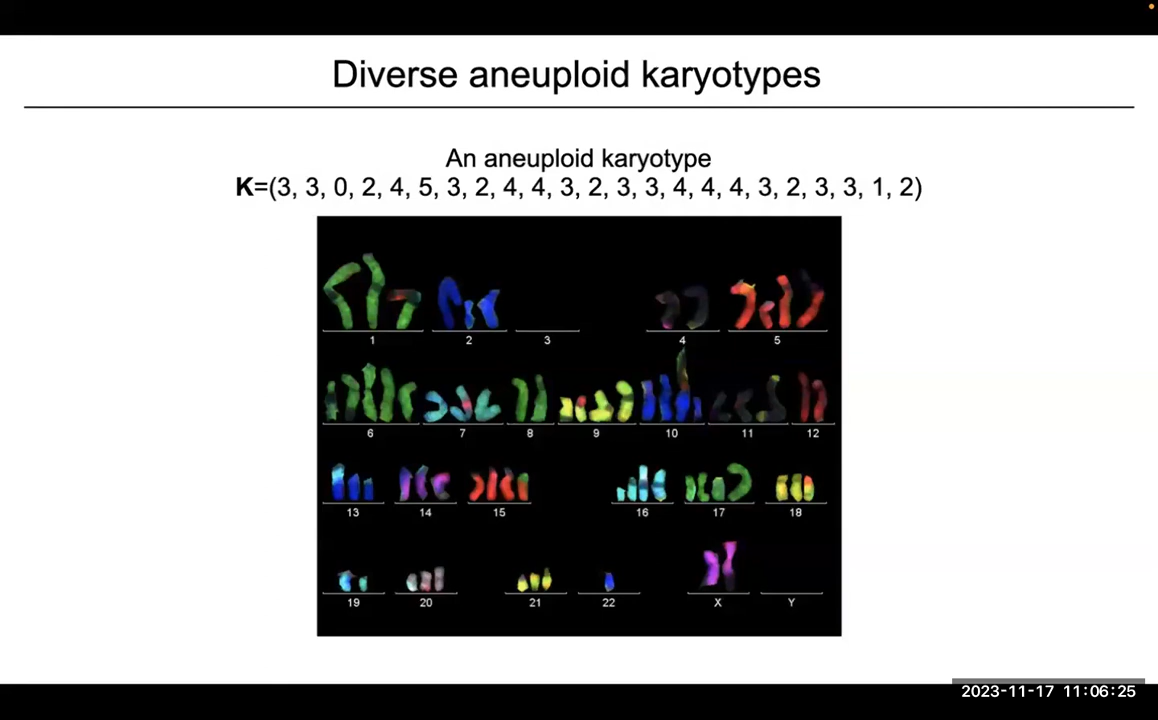 Diverse aneuploid karyotypes
An aneuploid karyotype
K=(3, 3, 0, 2, 4, 5, 3, 2, 4, 4, 3, 2, 3, 3, 4, 4, 4, 3, 2, 3, 3, 1, 2)
1 2 3 4 5
6 7 8 9 10 11 12
13 14 15 16 17 18
19 20 21 22 X Y
2023-11-17 11:06:25